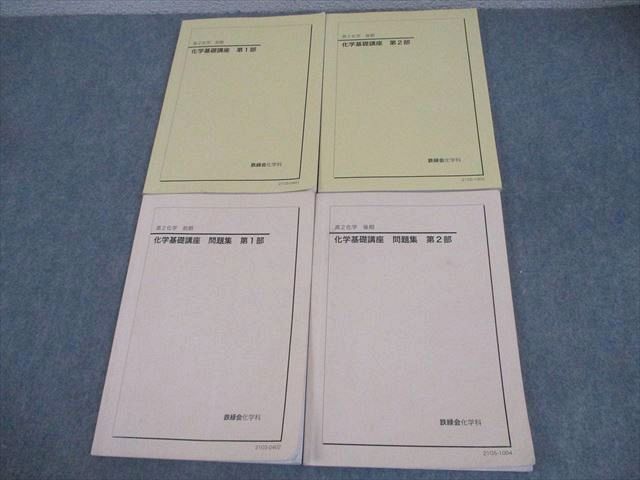 高2化学 前期
化学基礎講座 第1部
鉄緑会化学科
2103-0401
高2化学 後期
化学基礎講座 第2部
鉄緑会化学科
高2化学 前期
化学基礎講座 問題集 第1部
鉄緑会化学科
2103-0402
高2化学 後期
化学基礎講座 問題集 第2部
鉄緑会化学科
2105-1004